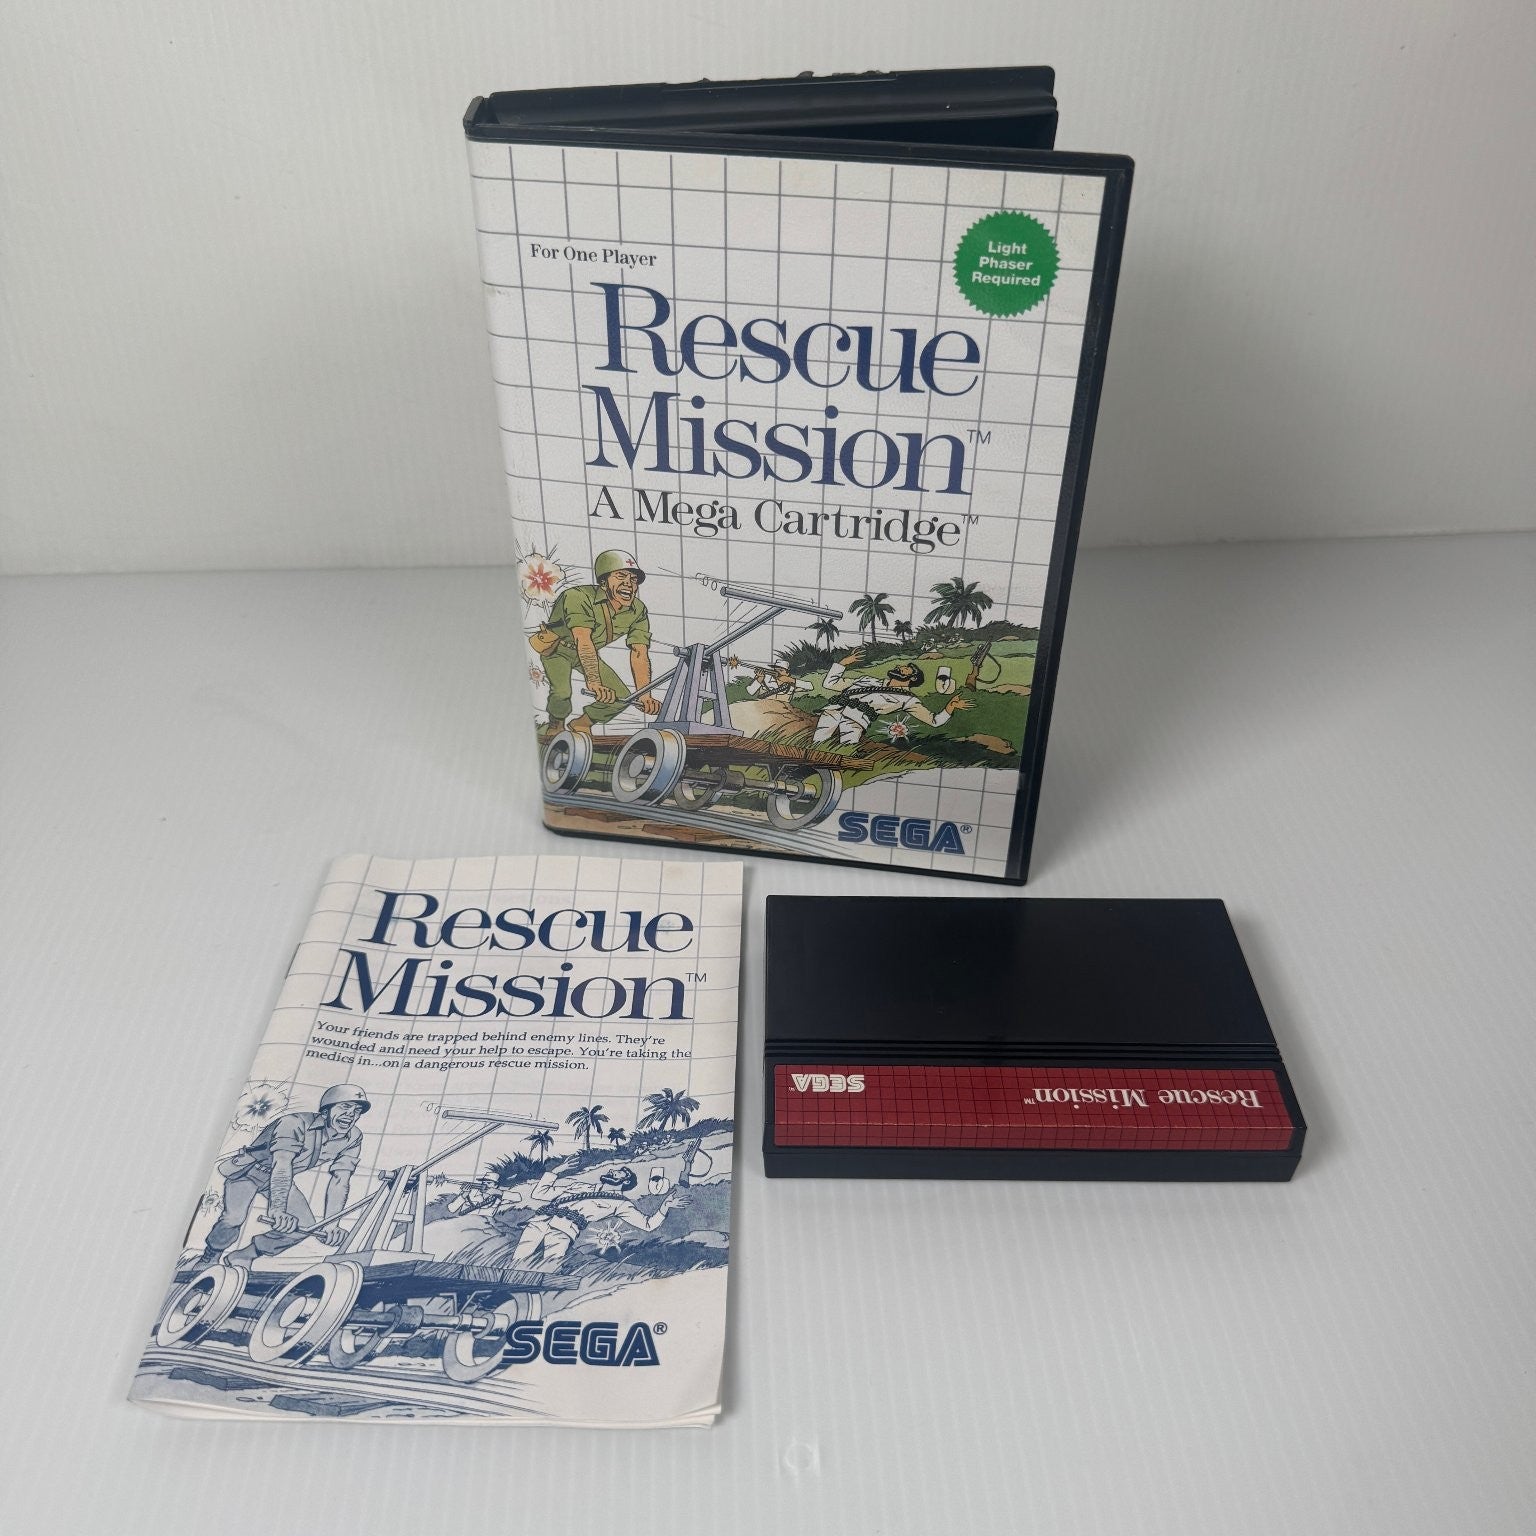 For One Player
Light
Phaser
Required
Rescue
Mission™
A Mega Cartridge™
SEGA®
Rescue
Mission™
Your friends are trapped behind enemy lines. They're
wounded and need your help to escape. You're taking the
medics in...on a dangerous rescue mission.
SEGA®
Rescue Mission™
SEGA™